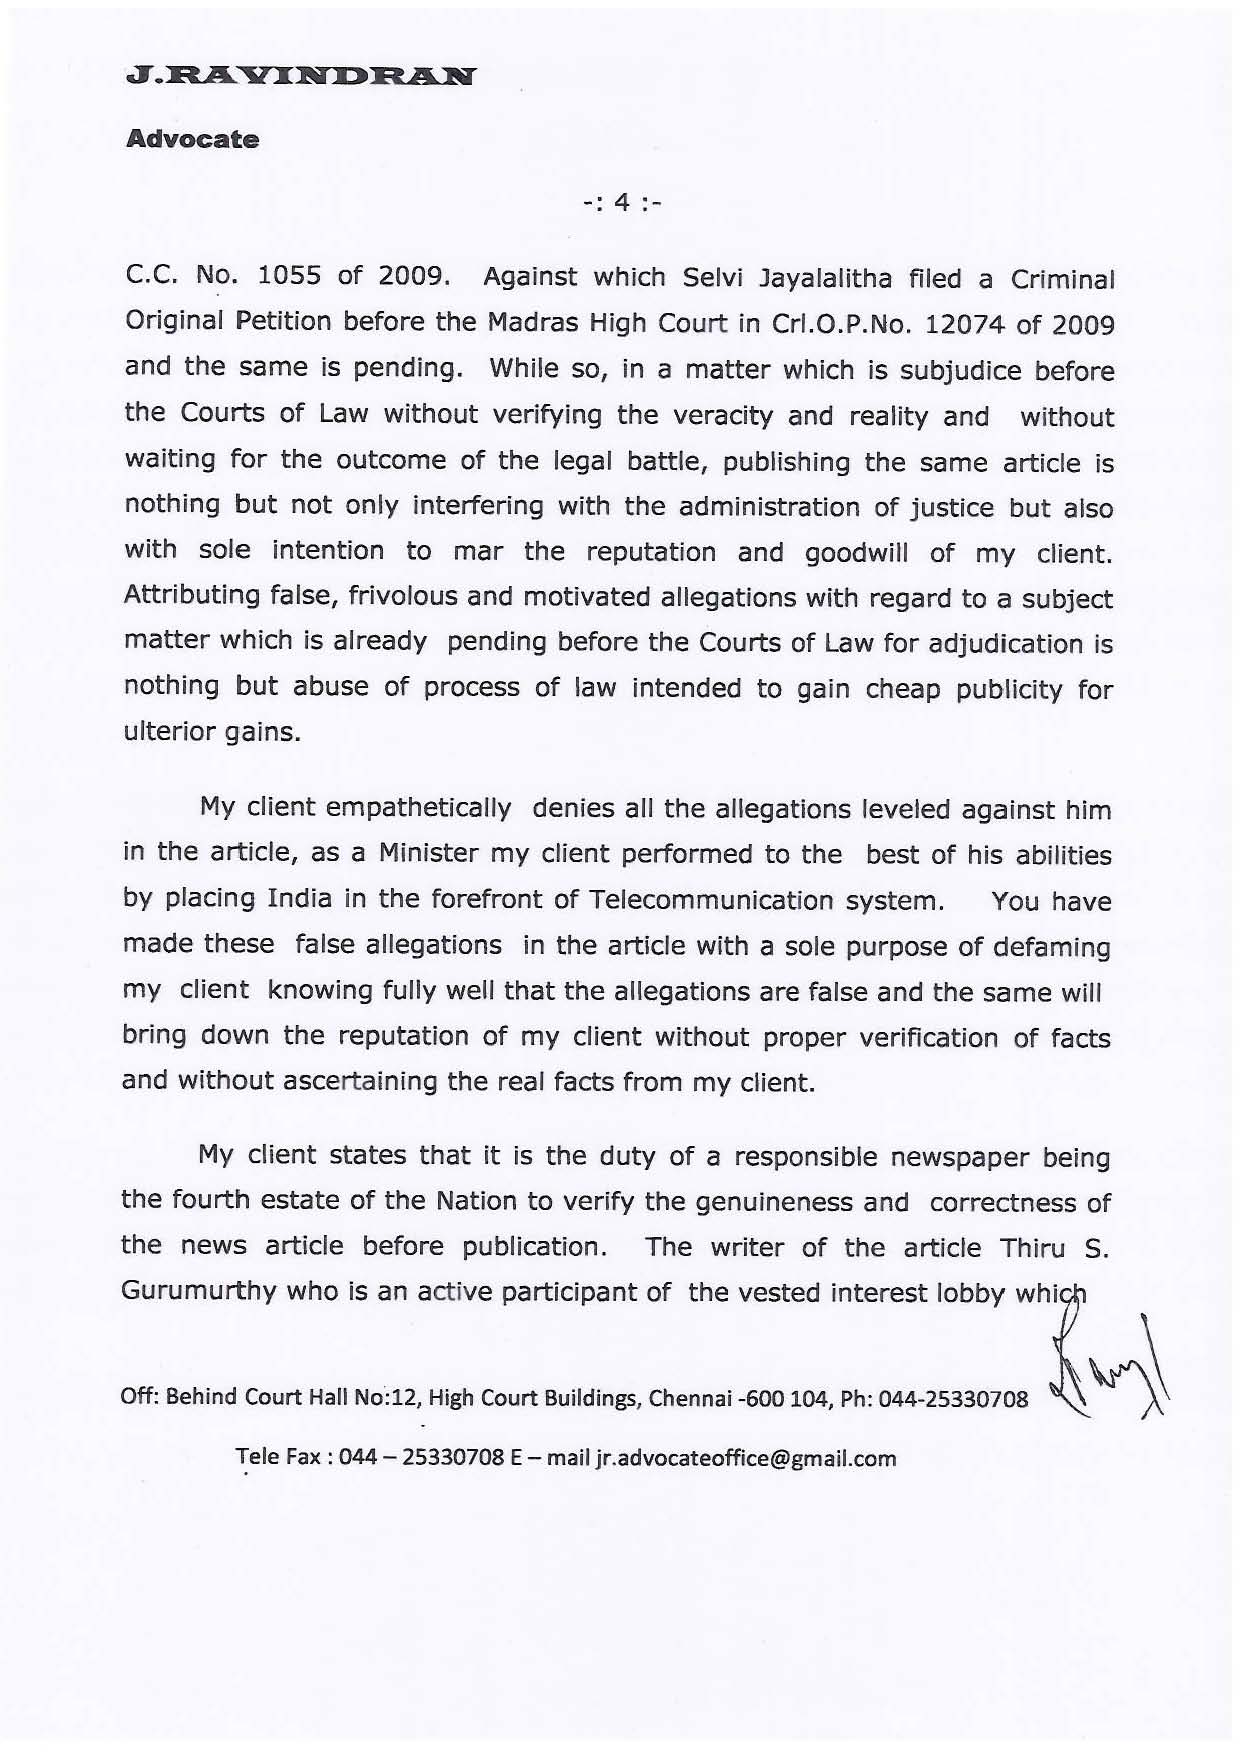 J.RAVINDRAN
Advocate
-: 4 :-
C.C. No. 1055 of 2009. Against which Selvi Jayalalitha filed a Criminal
Original Petition before the Madras High Court in Crl.O.P.No. 12074 of 2009
and the same is pending. While so, in a matter which is subjudice before
the Courts of Law without verifying the veracity and reality and without
waiting for the outcome of the legal battle, publishing the same article is
nothing but not only interfering with the administration of justice but also
with sole intention to mar the reputation and goodwill of my client.
Attributing false, frivolous and motivated allegations with regard to a subject
matter which is already pending before the Courts of Law for adjudication is
nothing but abuse of process of law intended to gain cheap publicity for
ulterior gains.
My client empathetically denies all the allegations leveled against him
in the article, as a Minister my client performed to the best of his abilities
by placing India in the forefront of Telecommunication system. You have
made these false allegations in the article with a sole purpose of defaming
my client knowing fully well that the allegations are false and the same will
bring down the reputation of my client without proper verification of facts
and without ascertaining the real facts from my client.
My client states that it is the duty of a responsible newspaper being
the fourth estate of the Nation to verify the genuineness and correctness of
the news article before publication. The writer of the article Thiru S.
Gurumurthy who is an active participant of the vested interest lobby which
Off: Behind Court Hall No:12, High Court Buildings, Chennai -600 104, Ph: 044-25330708
Tele Fax : 044 – 25330708 E – mail jr.advocateoffice@gmail.com